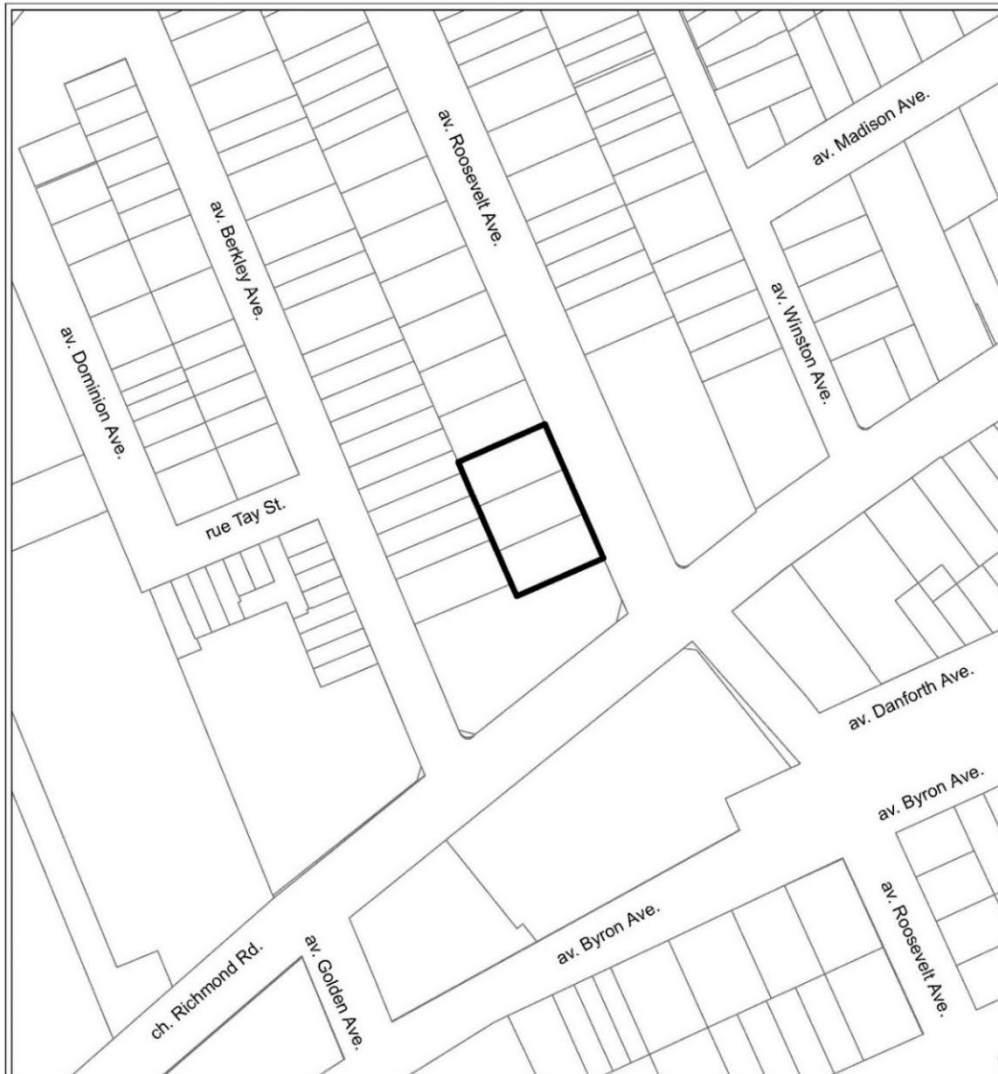 av. Madison Ave.
av. Roosevelt Ave.
av. Berkley Ave.
av. Winston Ave.
av. Dominion Ave.
rue Tay St.
av. Danforth Ave.
av. Byron Ave.
av. Byron Ave.
av. Roosevelt Ave.
av. Golden Ave.
ch. Richmond Rd.